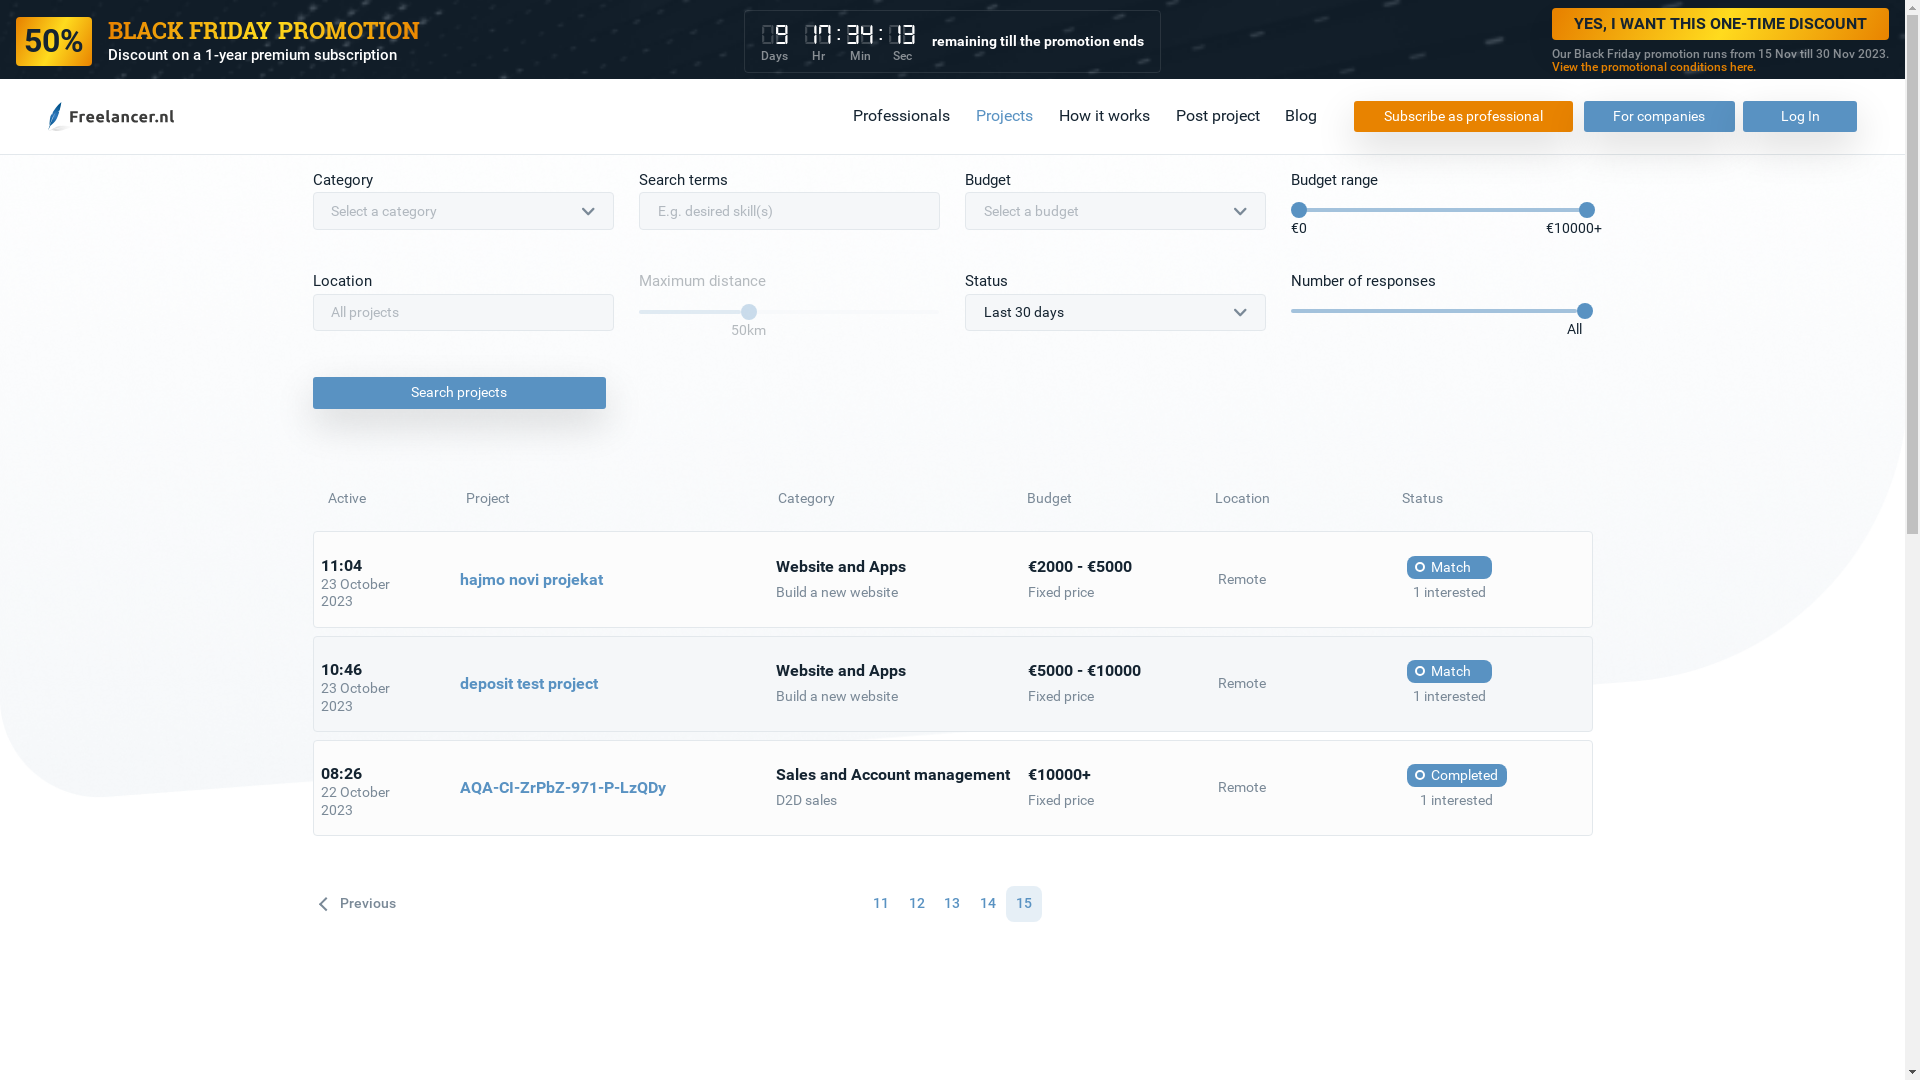 50%
BLACK FRIDAY PROMOTION
Discount on a 1-year premium subscription
9 17 : 34 : 13
Days Hr Min Sec
remaining till the promotion ends
YES, I WANT THIS ONE-TIME DISCOUNT
Our Black Friday promotion runs from 15 Nov till 30 Nov 2023.
View the promotional conditions here.
Freelancer.nl
Professionals Projects How it works Post project Blog
Subscribe as professional
For companies
Log In
Category Search terms Budget Budget range
Select a category E.g. desired skill(s) Select a budget
€0 €10000+
Location Maximum distance Status Number of responses
All projects Last 30 days
50km All
Search projects
Active Project Category Budget Location Status
11:04
23 October
2023
hajmo novi projekat
Website and Apps
Build a new website
€2000 - €5000
Fixed price
Remote
Match
1 interested
10:46
23 October
2023
deposit test project
Website and Apps
Build a new website
€5000 - €10000
Fixed price
Remote
Match
1 interested
08:26
22 October
2023
AQA-CI-ZrPbZ-971-P-LzQDy
Sales and Account management
D2D sales
€10000+
Fixed price
Remote
Completed
1 interested
Previous 11 12 13 14 15